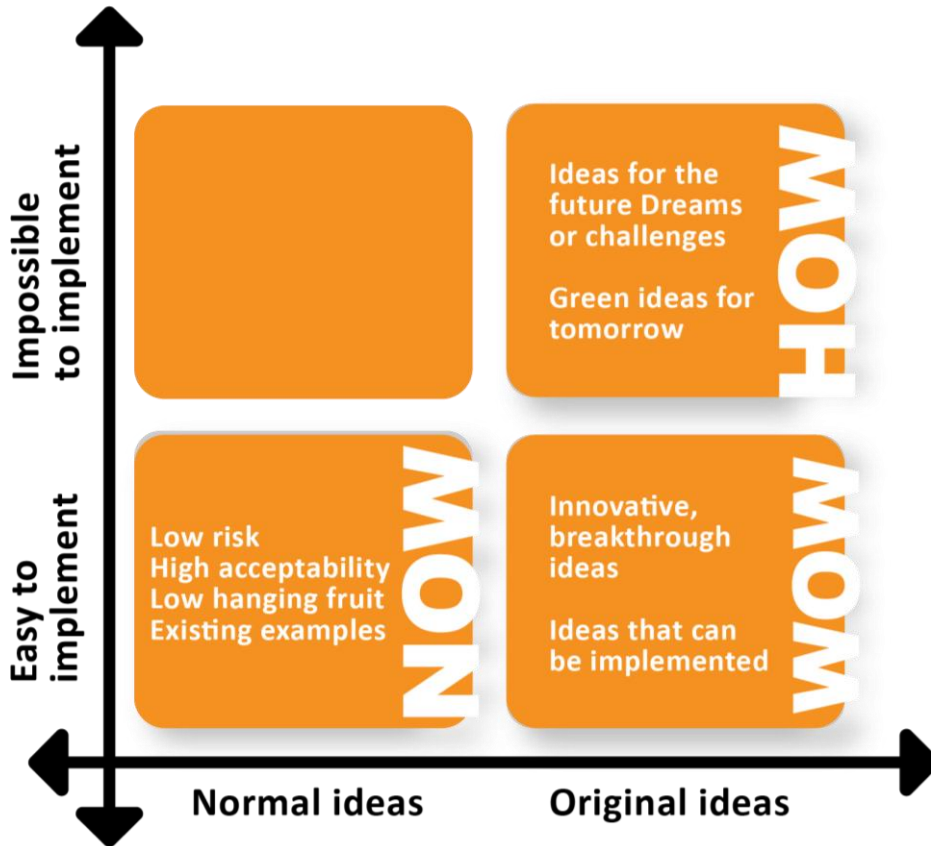 Impossible
to implement
Ideas for the
future Dreams
or challenges
Green ideas for
tomorrow
HOW
Easy to
implement
Low risk
High acceptability
Low hanging fruit
Existing examples
NOW
Innovative,
breakthrough
ideas
Ideas that can
be implemented
WOW
Normal ideas
Original ideas